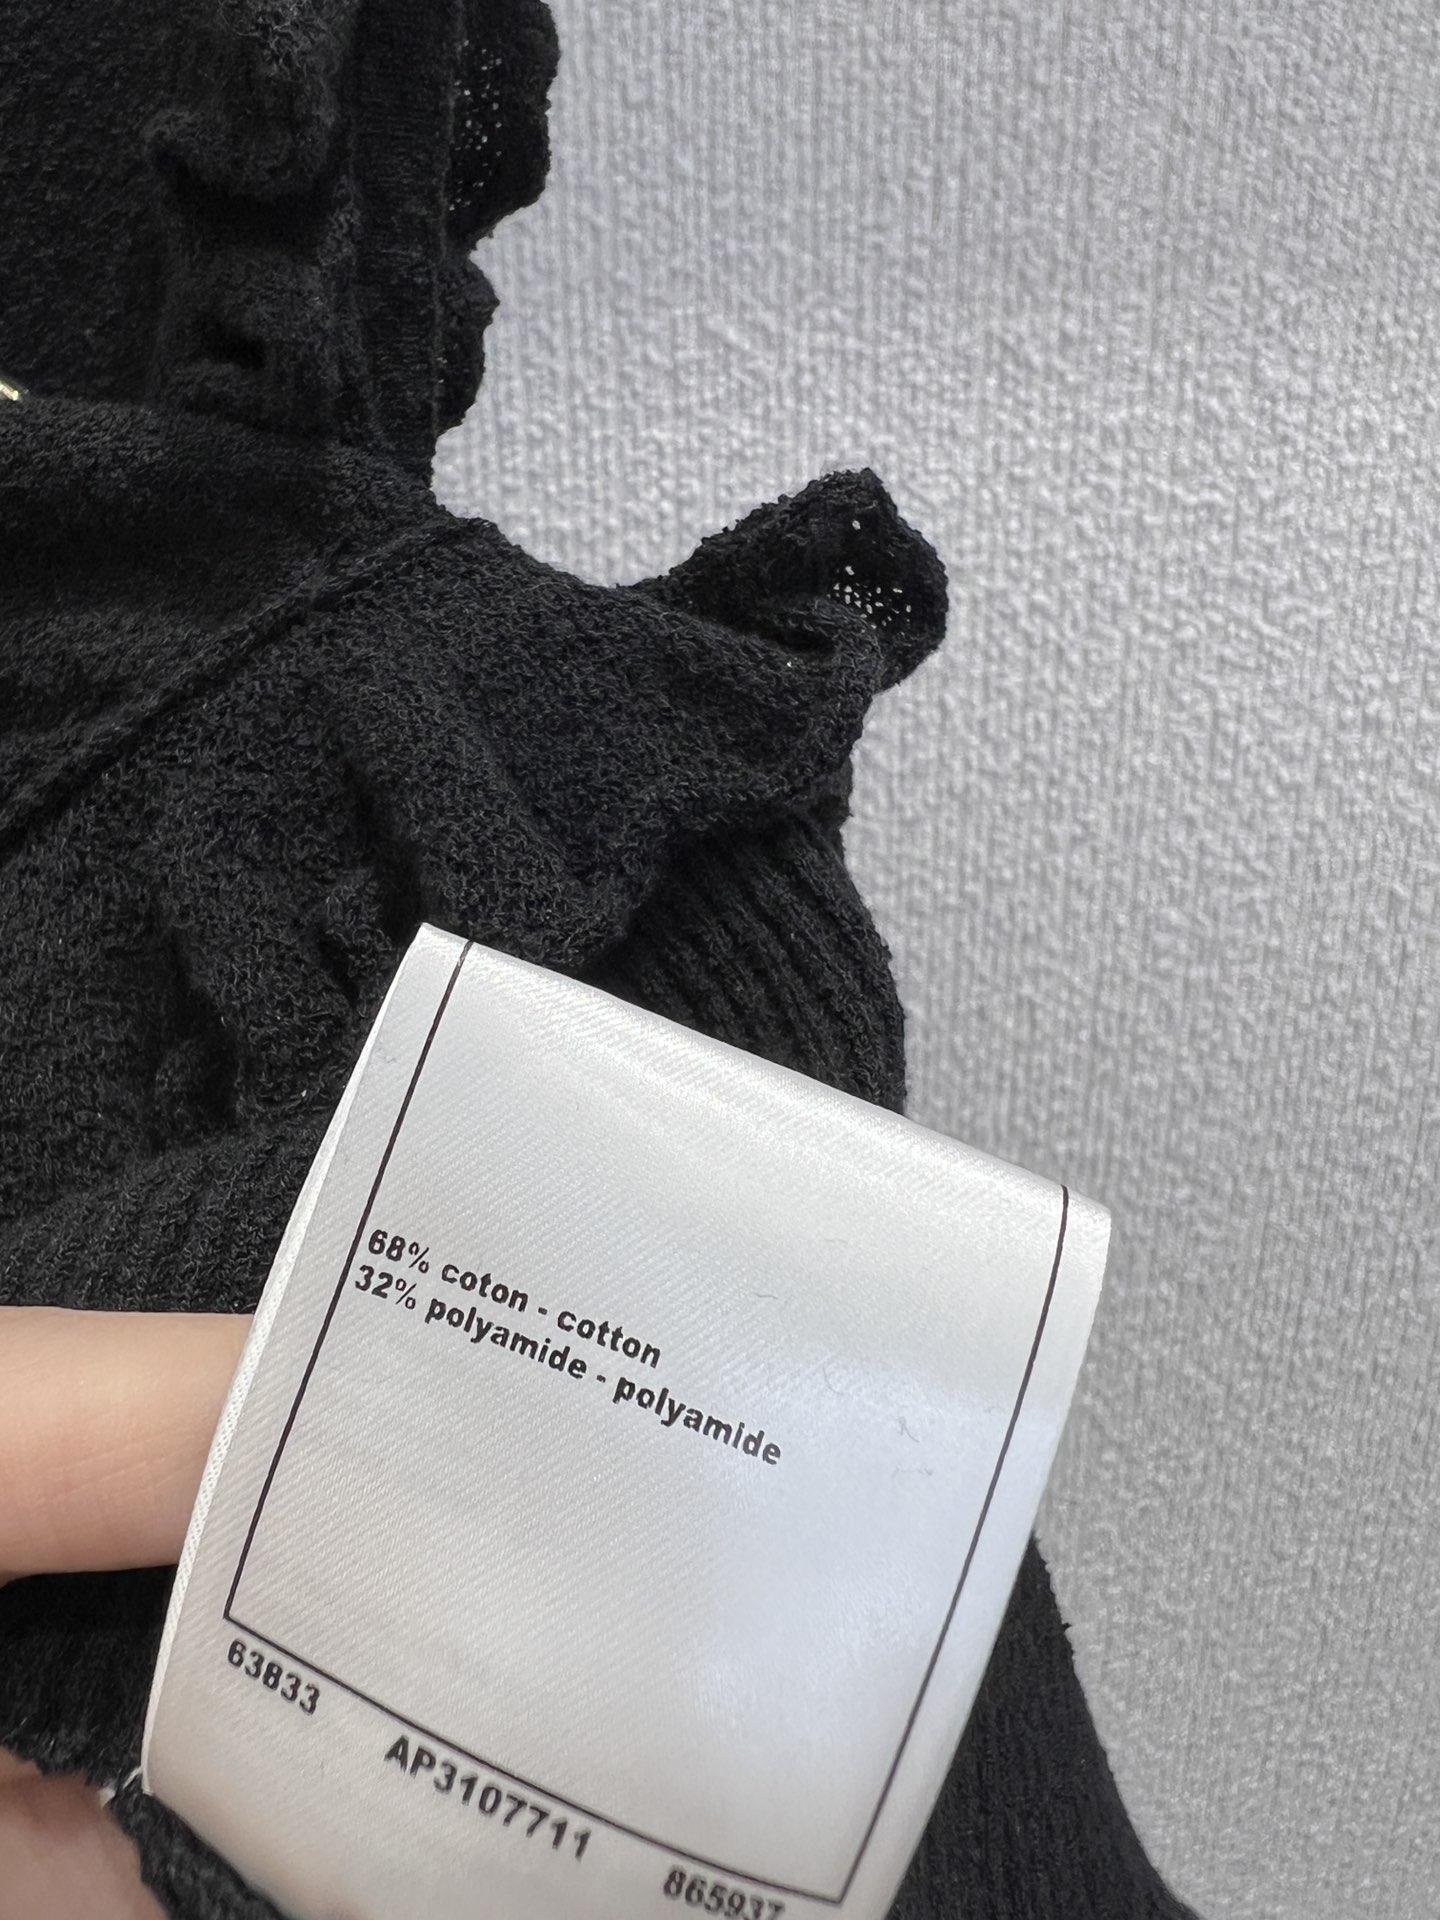 68% coton - cotton
32% polyamide - polyamide
63833
AP3107711
865937